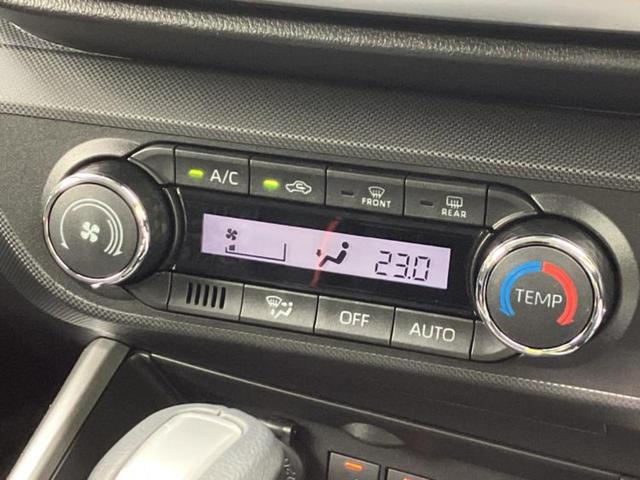 A/C
FRONT
REAR
23.0
TEMP
OFF
AUTO